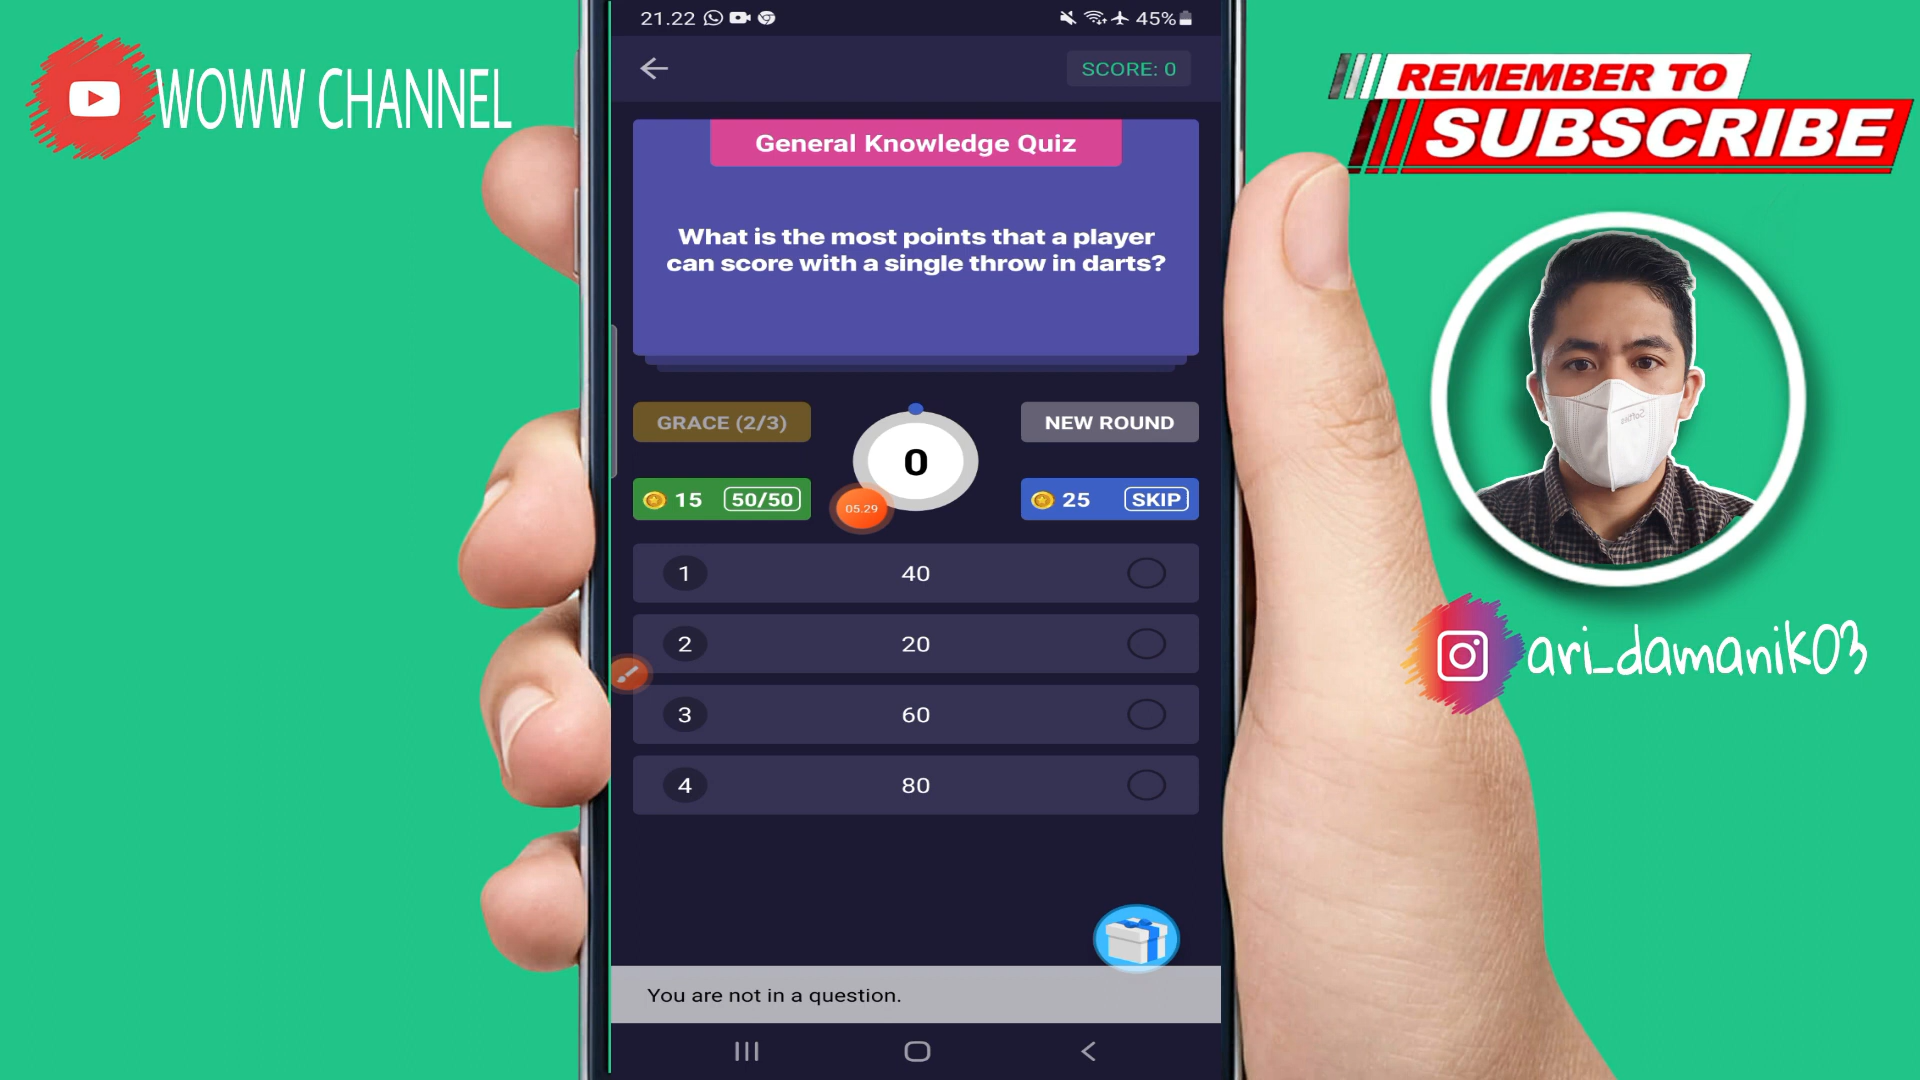 WOWW CHANNEL
REMEMBER TO
SUBSCRIBE
ari_damanik03
21.22
45%
SCORE: 0
General Knowledge Quiz
What is the most points that a player
can score with a single throw in darts?
GRACE (2/3)
0
NEW ROUND
15 50/50
05.29
25 SKIP
1 40
2 20
3 60
4 80
You are not in a question.